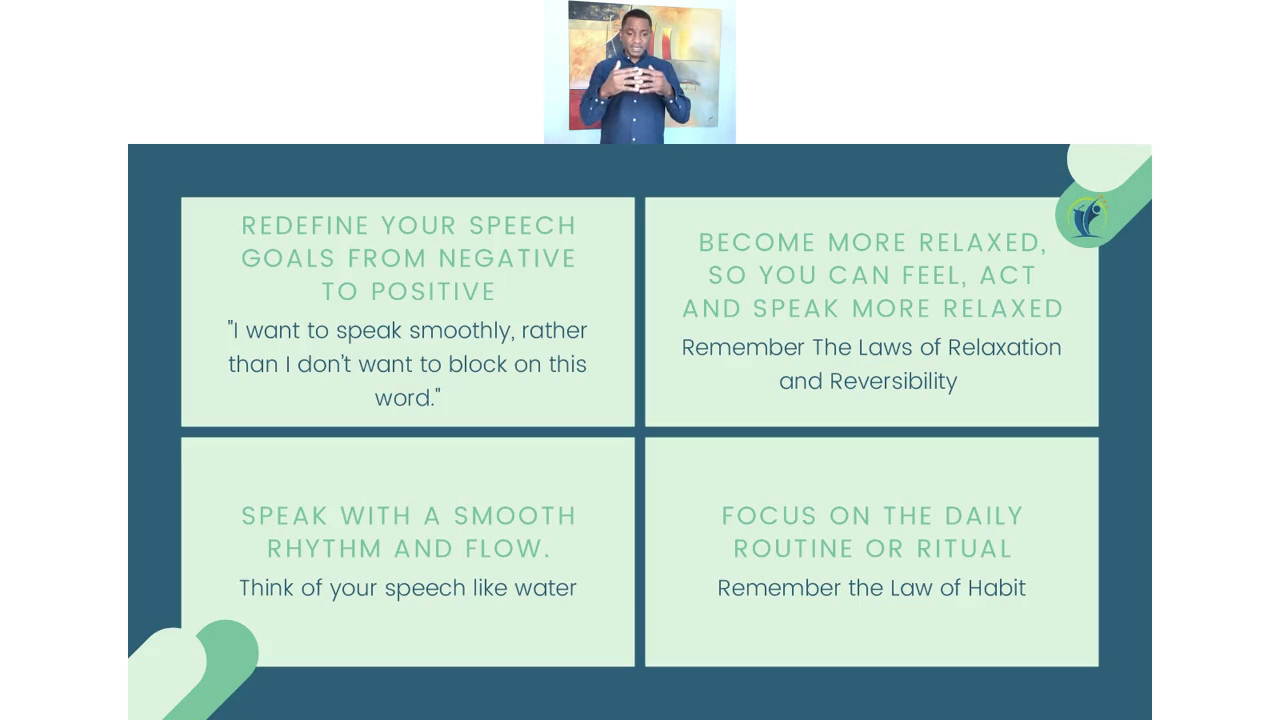 REDEFINE YOUR SPEECH
GOALS FROM NEGATIVE
TO POSITIVE
"I want to speak smoothly, rather
than I don't want to block on this
word."
BECOME MORE RELAXED,
SO YOU CAN FEEL, ACT
AND SPEAK MORE RELAXED
Remember The Laws of Relaxation
and Reversibility
SPEAK WITH A SMOOTH
RHYTHM AND FLOW.
Think of your speech like water
FOCUS ON THE DAILY
ROUTINE OR RITUAL
Remember the Law of Habit